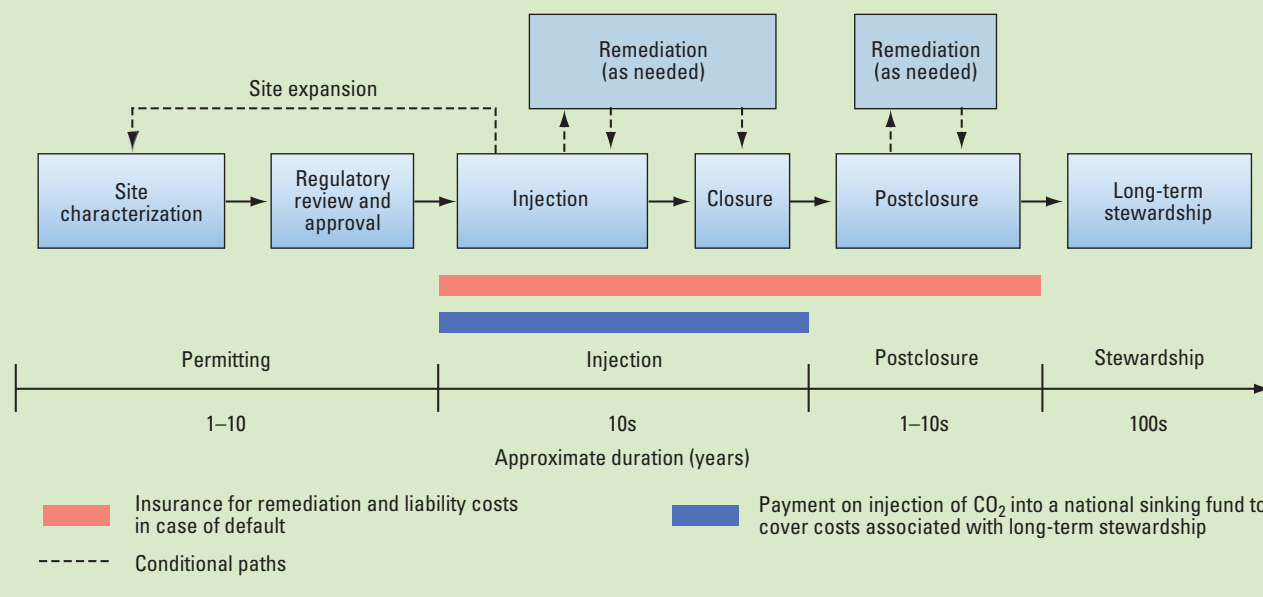 Remediation
(as needed)
Remediation
(as needed)
Site expansion
Site
characterization
Regulatory
review and
approval
Injection
Closure
Postclosure
Long-term
stewardship
Permitting
Injection
Postclosure
Stewardship
1–10
10s
1–10s
100s
Approximate duration (years)
Insurance for remediation and liability costs
in case of default
Payment on injection of CO₂ into a national sinking fund to
cover costs associated with long-term stewardship
Conditional paths